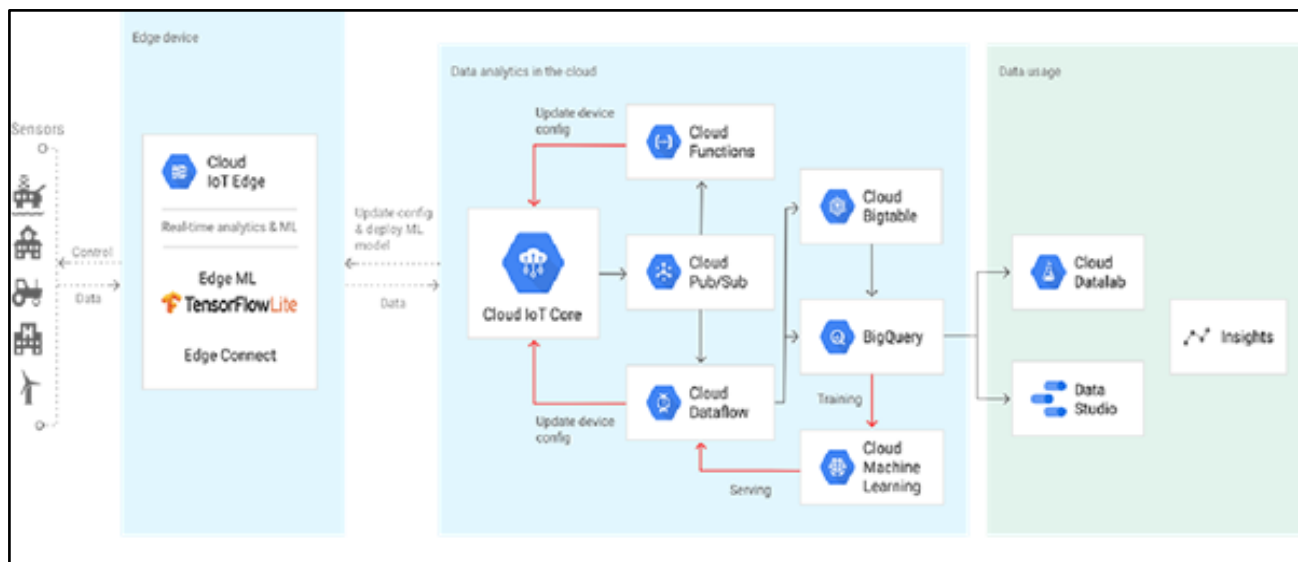 Edge device
Sensors
Control
Data
Cloud
IoT Edge
Real-time analytics & ML
Edge ML
TensorFlowLite
Edge Connect
Update config
& deploy ML
model
Data
Data analytics in the cloud
Update device
config
Cloud
Functions
Cloud IoT Core
Cloud
Pub/Sub
Cloud
Bigtable
BigQuery
Cloud
Dataflow
Update device
config
Training
Serving
Cloud
Machine
Learning
Data usage
Cloud
Datalab
Data
Studio
Insights